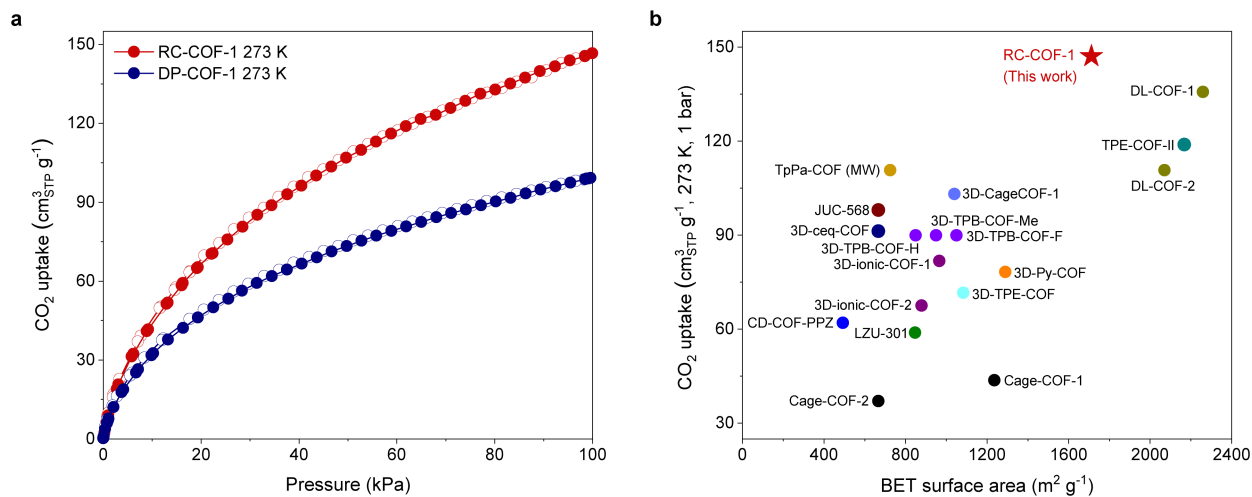 a
RC-COF-1 273 K
DP-COF-1 273 K
150
120
90
60
30
0
CO₂ uptake (cm³STP g⁻¹)
0 20 40 60 80 100
Pressure (kPa)
b
150
120
90
60
30
CO₂ uptake (cm³STP g⁻¹, 273 K, 1 bar)
RC-COF-1
(This work)
DL-COF-1
TPE-COF-II
TpPa-COF (MW)
DL-COF-2
3D-CageCOF-1
JUC-568
3D-TPB-COF-Me
3D-ceq-COF
3D-TPB-COF-F
3D-TPB-COF-H
3D-ionic-COF-1
3D-Py-COF
3D-TPE-COF
3D-ionic-COF-2
CD-COF-PPZ
LZU-301
Cage-COF-1
Cage-COF-2
0 400 800 1200 1600 2000 2400
BET surface area (m² g⁻¹)